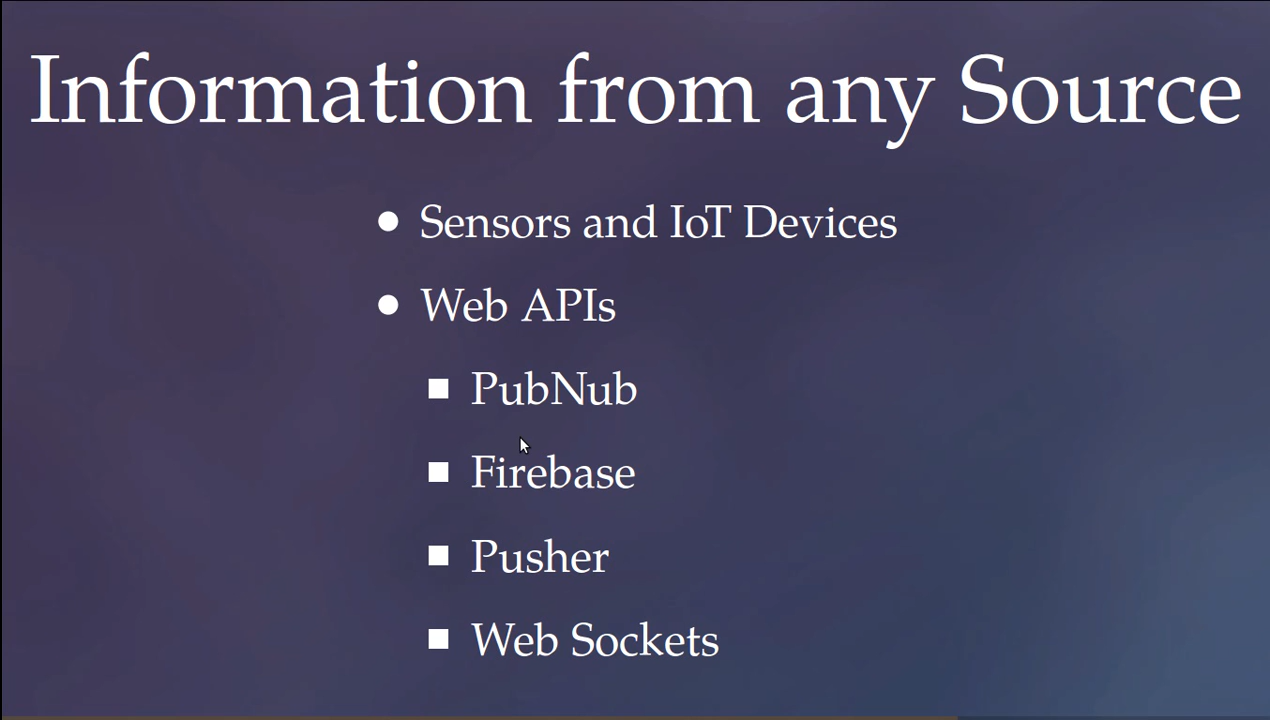 Information from any Source
Sensors and IoT Devices
Web APIs
PubNub
Firebase
Pusher
Web Sockets